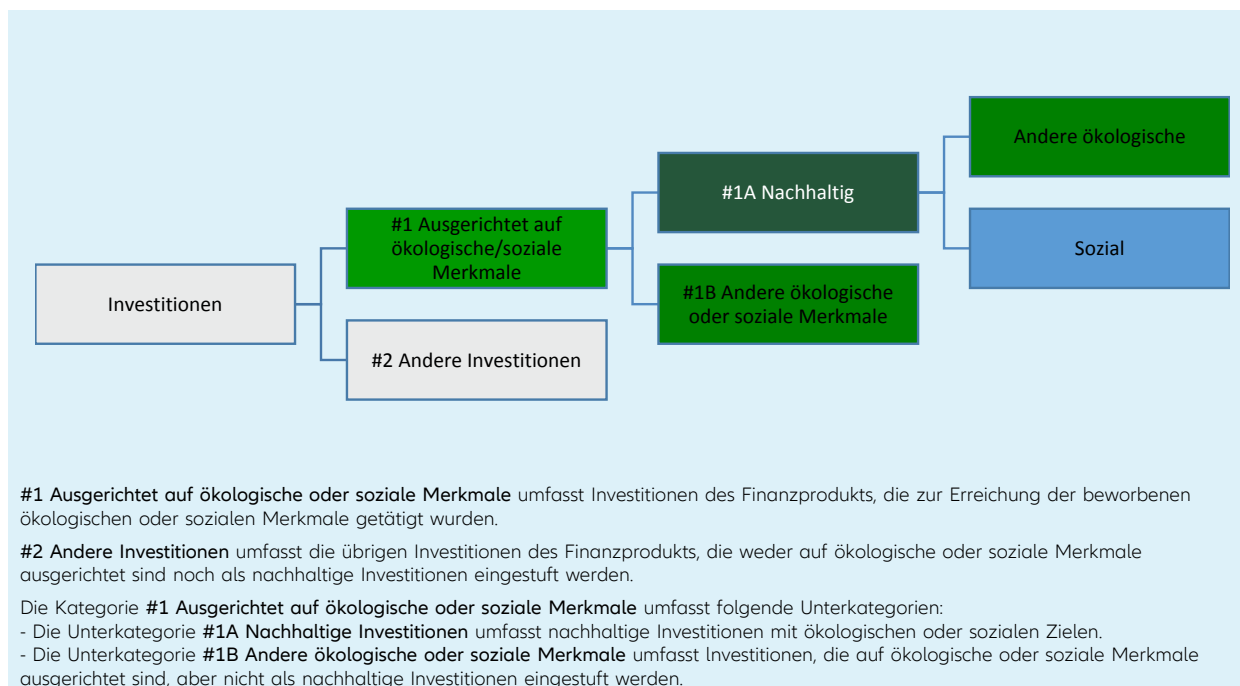 Andere ökologische
#1A Nachhaltig
#1 Ausgerichtet auf
ökologische/soziale
Merkmale
Sozial
Investitionen
#1B Andere ökologische
oder soziale Merkmale
#2 Andere Investitionen
#1 Ausgerichtet auf ökologische oder soziale Merkmale umfasst Investitionen des Finanzprodukts, die zur Erreichung der beworbenen
ökologischen oder sozialen Merkmale getätigt wurden.
#2 Andere Investitionen umfasst die übrigen Investitionen des Finanzprodukts, die weder auf ökologische oder soziale Merkmale
ausgerichtet sind noch als nachhaltige Investitionen eingestuft werden.
Die Kategorie #1 Ausgerichtet auf ökologische oder soziale Merkmale umfasst folgende Unterkategorien:
- Die Unterkategorie #1A Nachhaltige Investitionen umfasst nachhaltige Investitionen mit ökologischen oder sozialen Zielen.
- Die Unterkategorie #1B Andere ökologische oder soziale Merkmale umfasst lnvestitionen, die auf ökologische oder soziale Merkmale
ausgerichtet sind, aber nicht als nachhaltige Investitionen eingestuft werden.